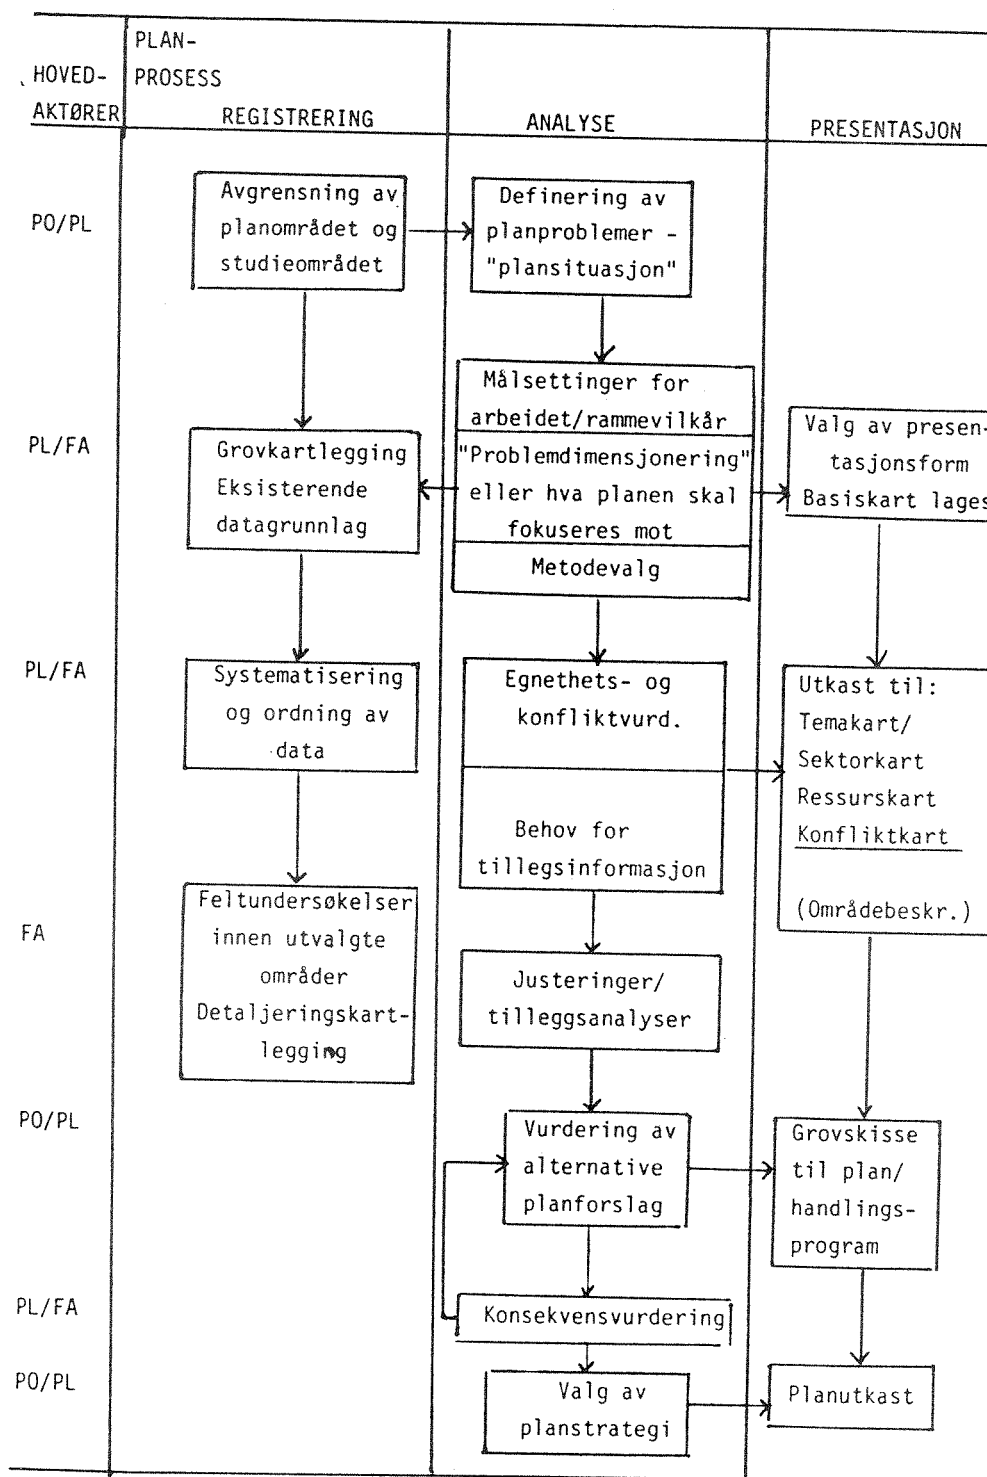 PLAN-
HOVED-
PROSESS
AKTØRER
REGISTRERING
ANALYSE
PRESENTASJON
PO/PL
Avgrensning av
planområdet og
studieområdet
Definering av
planproblemer -
"plansituasjon"
PL/FA
Grovkartlegging
Eksisterende
datagrunnlag
Målsettinger for
arbeidet/rammevilkår
"Problemdimensjonering"
eller hva planen skal
fokuseres mot
Metodevalg
Valg av presen-
tasjonsform
Basiskart lages
PL/FA
Systematisering
og ordning av
data
Egnethets- og
konfliktvurd.
Behov for
tillegsinformasjon
Utkast til:
Temakart/
Sektorkart
Ressurskart
Konfliktkart
(Områdebeskr.)
FA
Feltundersøkelser
innen utvalgte
områder
Detaljeringskart-
legging
Justeringer/
tilleggsanalyser
PO/PL
Vurdering av
alternative
planforslag
Grovskisse
til plan/
handlings-
program
PL/FA
Konsekvensvurdering
PO/PL
Valg av
planstrategi
Planutkast